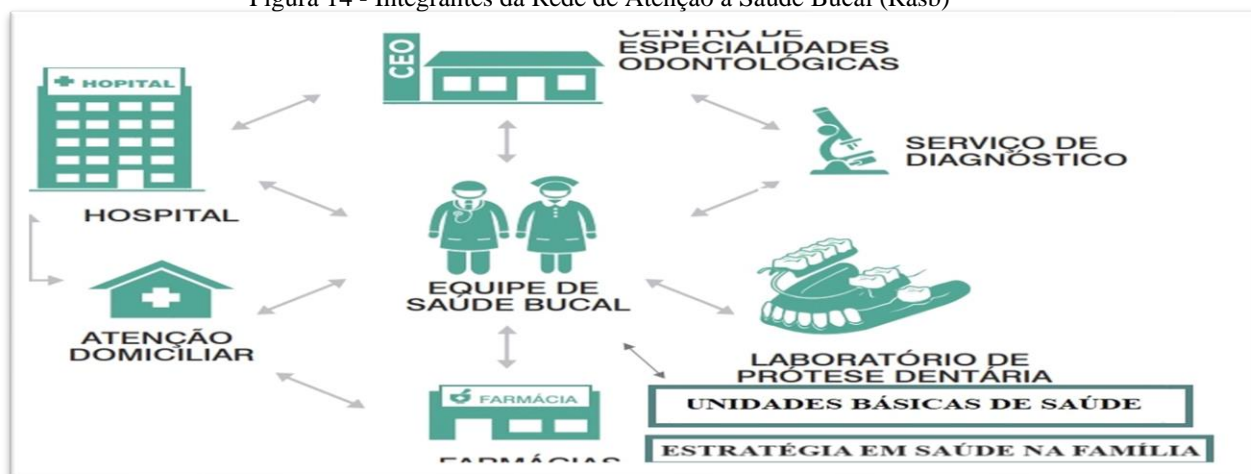 Figura 14 - Integrantes da Rede de Atenção à Saúde Bucal (Rasb)
CENTRO DE
ESPECIALIDADES
ODONTOLÓGICAS
CEO
HOPITAL
HOSPITAL
SERVIÇO DE
DIAGNÓSTICO
EQUIPE DE
SAÚDE BUCAL
ATENÇÃO
DOMICILIAR
LABORATÓRIO DE
PRÓTESE DENTÁRIA
FARMÁCIA
FARMÁCIAS
UNIDADES BÁSICAS DE SAÚDE
ESTRATÉGIA EM SAÚDE NA FAMÍLIA